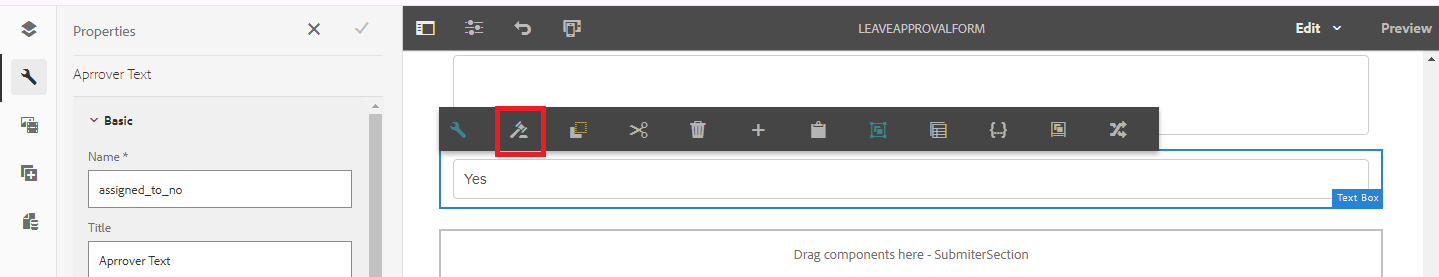 Properties
LEAVEAPPROVALFORM
Edit
Preview
Aprrover Text
Basic
Name *
assigned_to_no
Title
Aprrover Text
Yes
Text Box
Drag components here - SubmiterSection